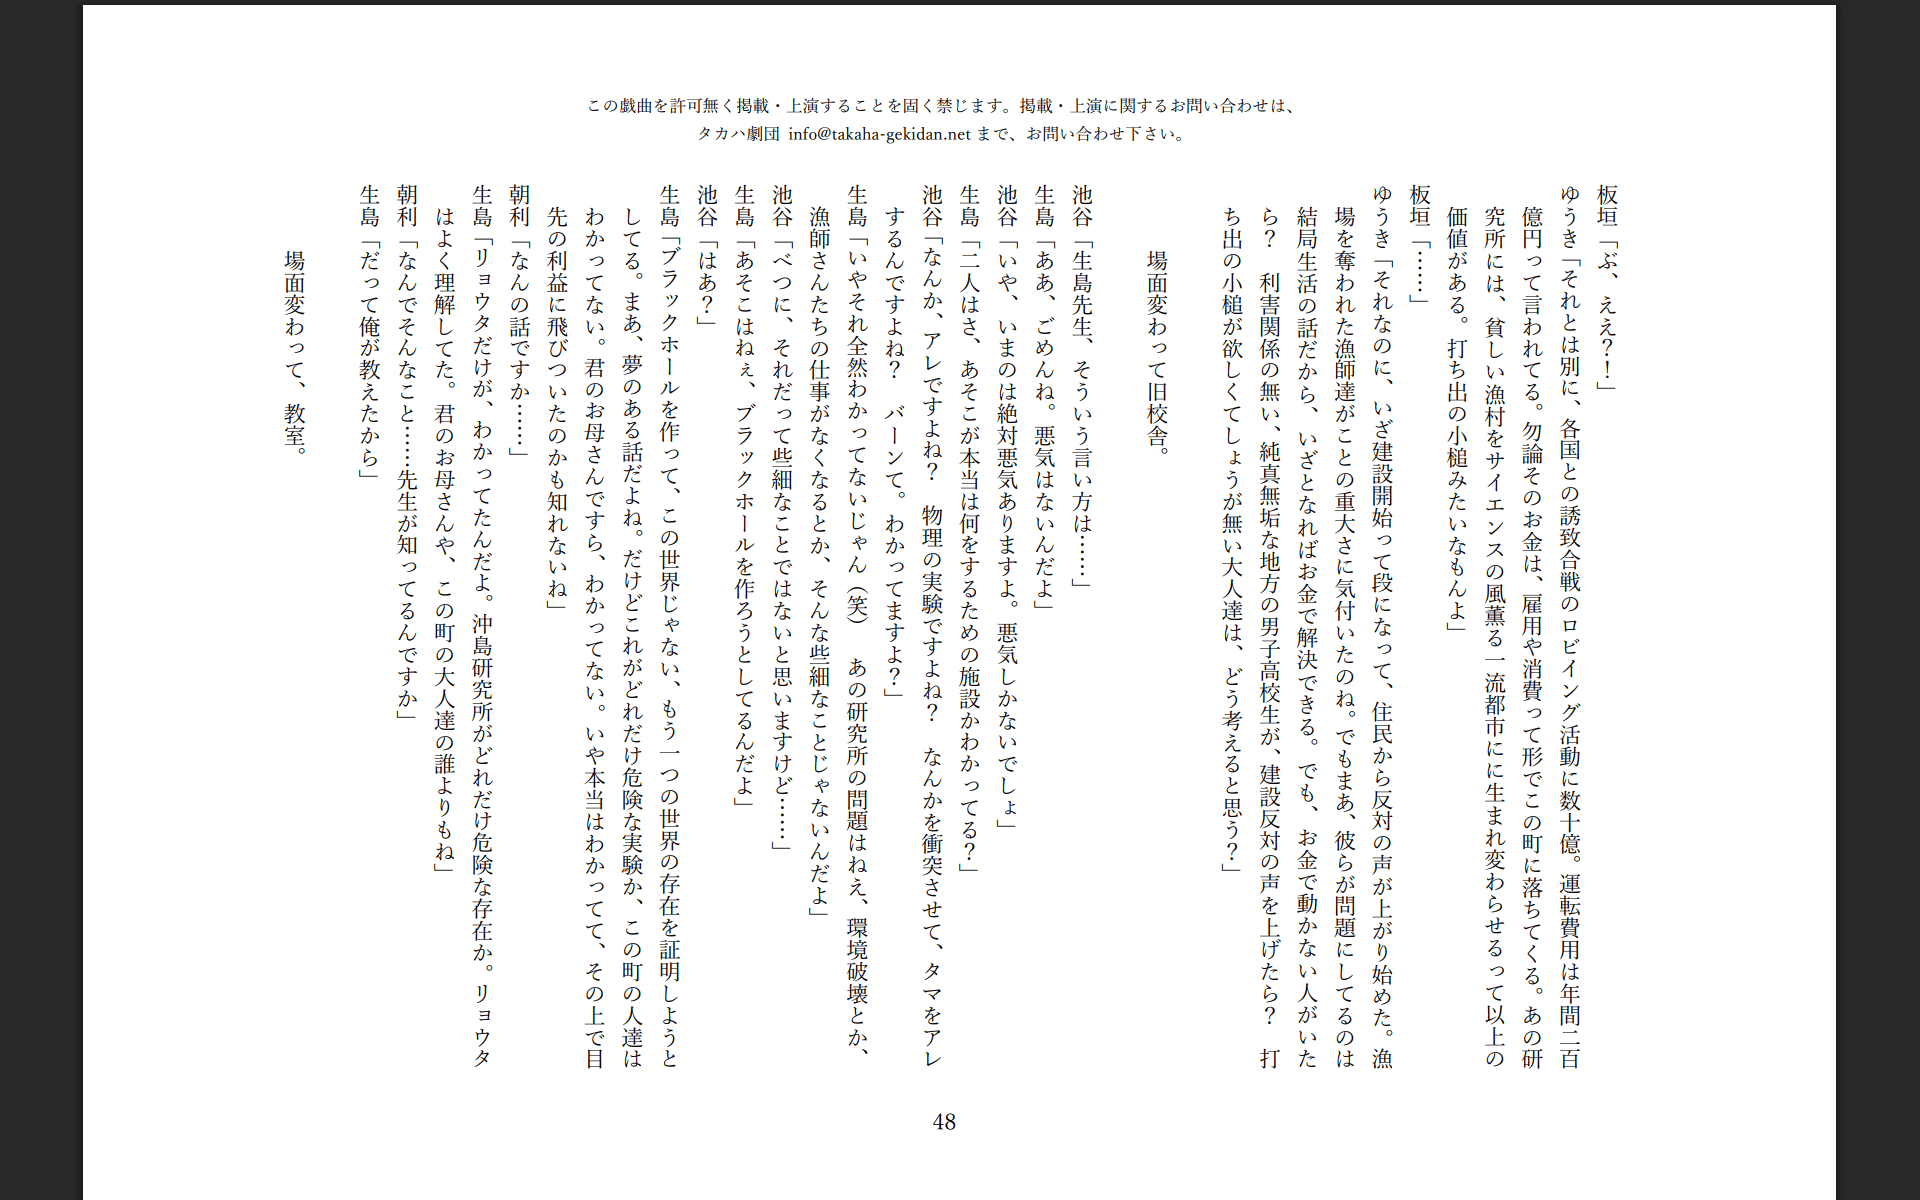 この戯曲を許可無く掲載・上演することを固く禁じます。掲載・上演に関するお問い合わせは、
タカハ劇団 info@takaha-gekidan.net まで、お問い合わせ下さい。
板垣「ぶ、ええ？！」
ゆうき「それとは別に、各国との誘致合戦のロビイング活動に数十億。運転費用は年間二百
億円って言われてる。勿論そのお金は、雇用や消費って形でこの町に落ちてくる。あの研
究所には、貧しい漁村をサイエンスの風薫る一流都市にに生まれ変わらせるって以上の
価値がある。打ち出の小槌みたいなもんよ」
板垣「……」
ゆうき「それなのに、いざ建設開始って段になって、住民から反対の声が上がり始めた。漁
場を奪われた漁師達がことの重大さに気付いたのね。でもまあ、彼らが問題にしてるのは
結局生活の話だから、いざとなればお金で解決できる。でも、お金で動かない人がいた
ら？　利害関係の無い、純真無垢な地方の男子高校生が、建設反対の声を上げたら？　打
ち出の小槌が欲しくてしょうが無い大人達は、どう考えると思う？」
場面変わって旧校舎。
池谷「生島先生、そういう言い方は……」
生島「ああ、ごめんね。悪気はないんだよ」
池谷「いや、いまのは絶対悪気ありますよ。悪気しかないでしょ」
生島「二人はさ、あそこが本当は何をするための施設かわかってる？」
池谷「なんか、アレですよね？　物理の実験ですよね？　なんかを衝突させて、タマをアレ
するんですよね？　バーンて。わかってますよ？」
生島「いやそれ全然わかってないじゃん（笑）　あの研究所の問題はねえ、環境破壊とか、
漁師さんたちの仕事がなくなるとか、そんな些細なことじゃないんだよ」
池谷「べつに、それだって些細なことではないと思いますけど……」
生島「あそこはねぇ、ブラックホールを作ろうとしてるんだよ」
池谷「はあ？」
生島「ブラックホールを作って、この世界じゃない、もう一つの世界の存在を証明しようと
してる。まあ、夢のある話だよね。だけどこれがどれだけ危険な実験か、この町の人達は
わかってない。君のお母さんですら、わかってない。いや本当はわかってて、その上で目
先の利益に飛びついたのかも知れないね」
朝利「なんの話ですか……」
生島「リョウタだけが、わかってたんだよ。沖島研究所がどれだけ危険な存在か。リョウタ
はよく理解してた。君のお母さんや、この町の大人達の誰よりもね」
朝利「なんでそんなこと……先生が知ってるんですか」
生島「だって俺が教えたから」
場面変わって、教室。
48